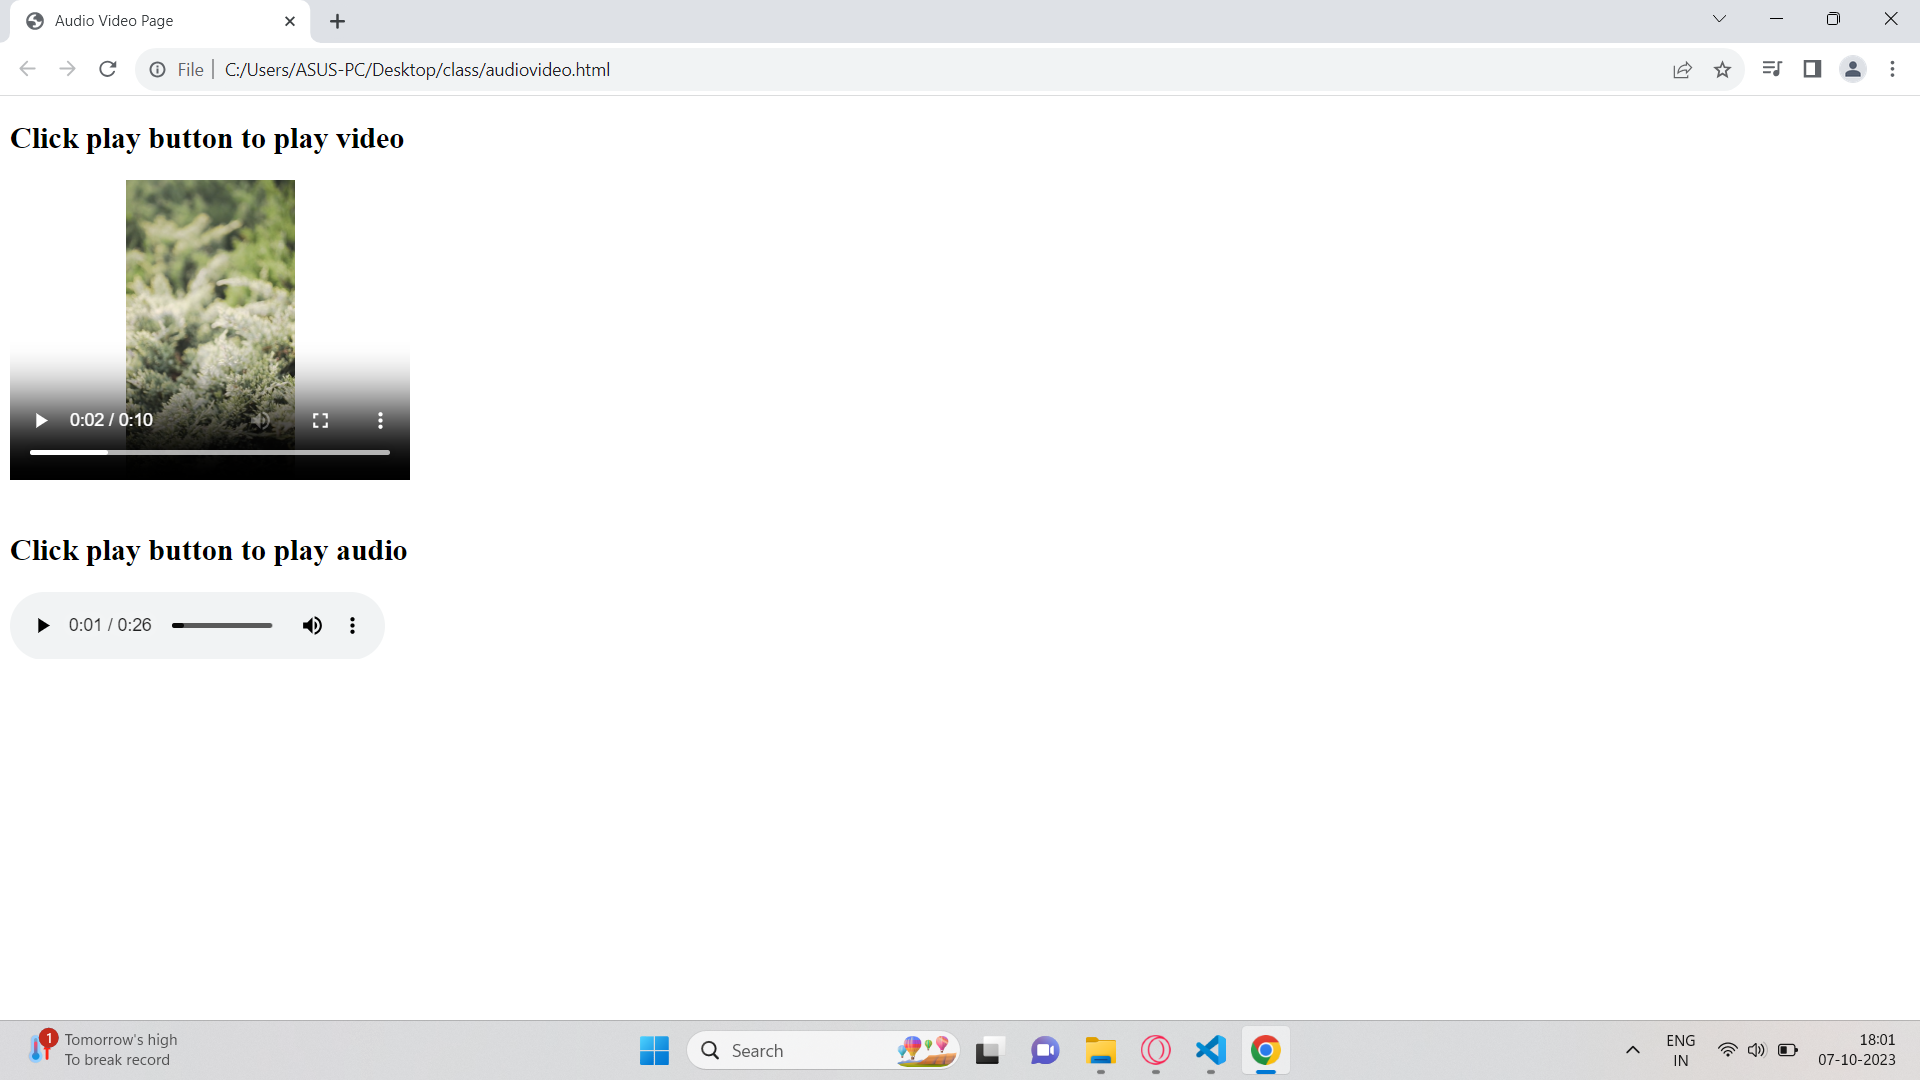 Audio Video Page
File
C:/Users/ASUS-PC/Desktop/class/audiovideo.html
Click play button to play video
0:02 / 0:10
Click play button to play audio
0:01 / 0:26
1
Tomorrow's high
To break record
Search
ENG
IN
18:01
07-10-2023